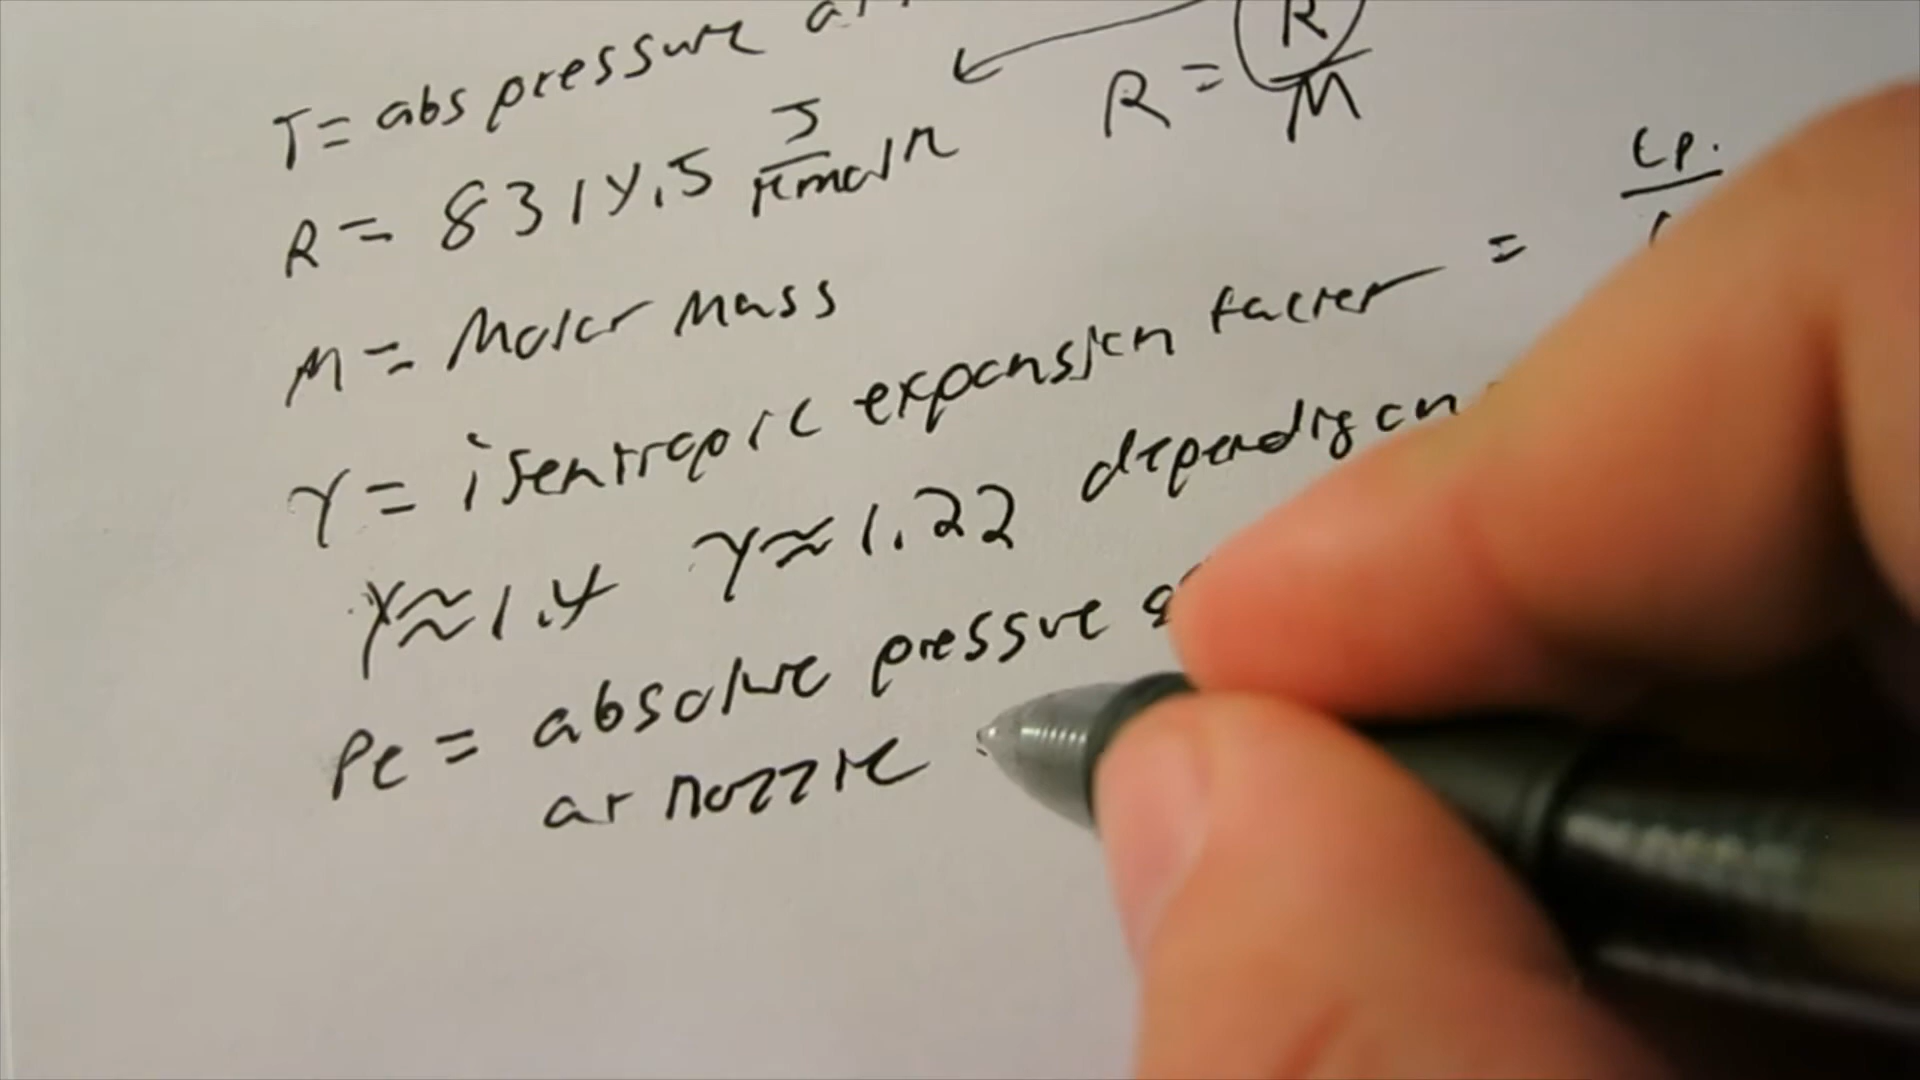 T = abs pressure
R = R/M
R = 8314.5 J/kmol K
M = Molar Mass
γ = isentropic expansion factor = Cp.
γ ≈ 1.4 γ ≈ 1.22 depending on
Pe = absolute pressure
at nozzle